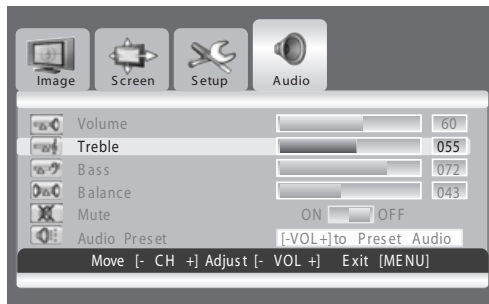 Image Screen Setup Audio
Volume 60
Treble 055
Bass 072
Balance 043
Mute ON OFF
Audio Preset [-VOL+]to Preset Audio
Move [- CH +] Adjust [- VOL +] Exit [MENU]